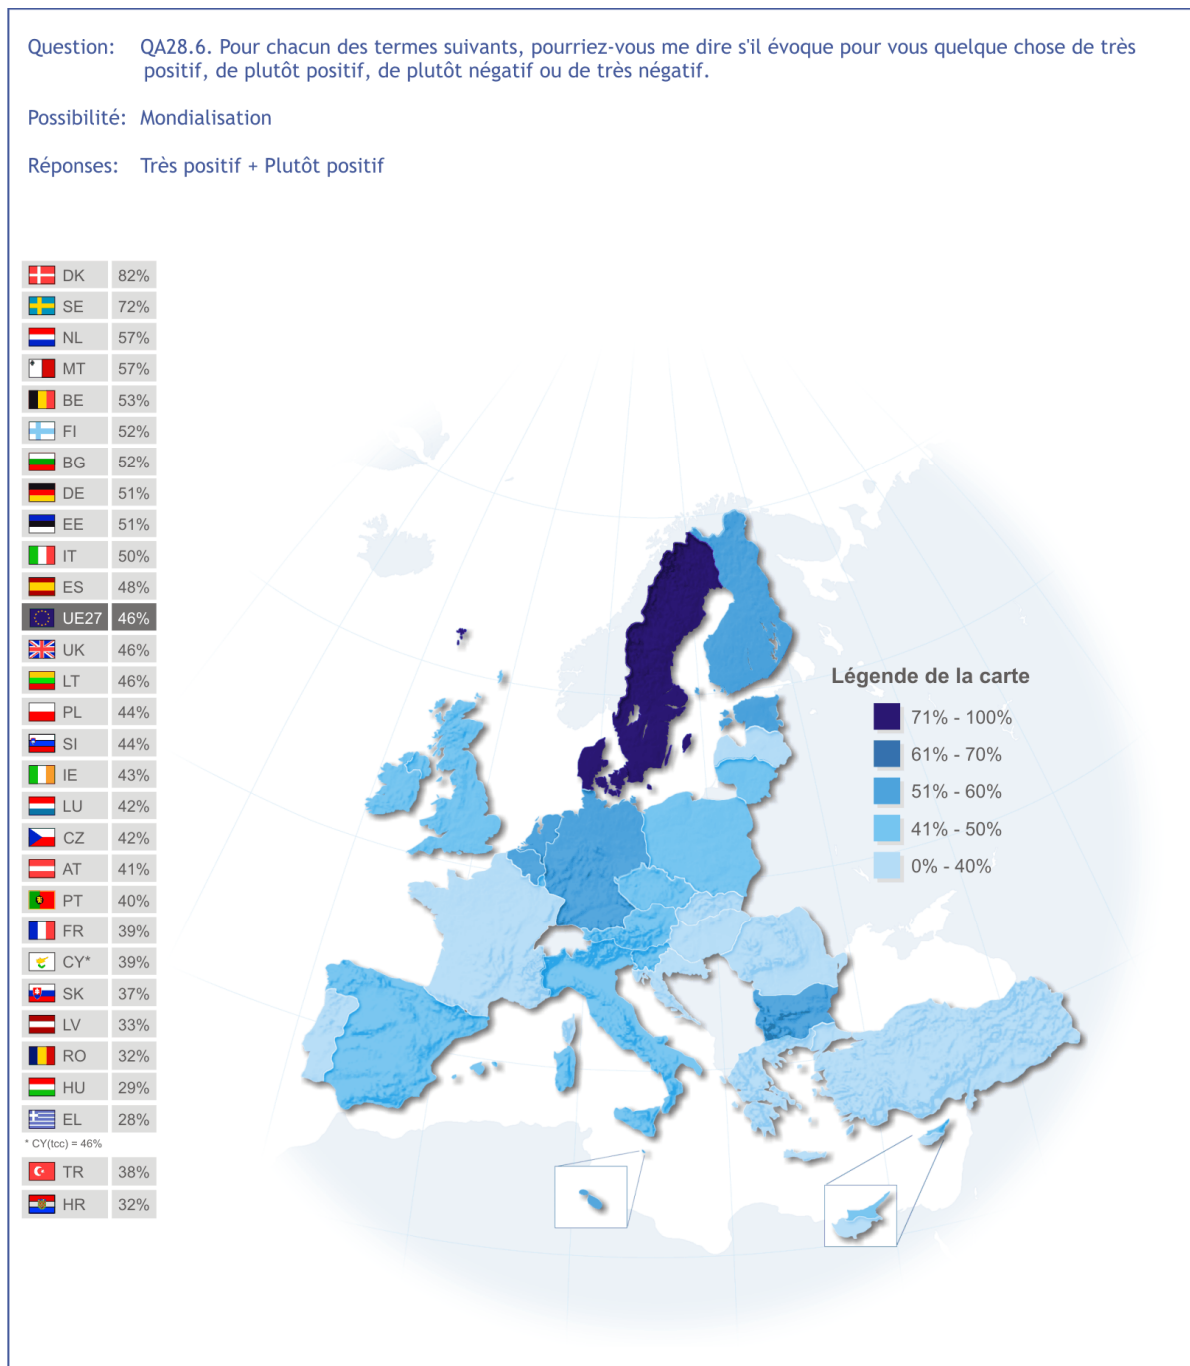 Question: QA28.6. Pour chacun des termes suivants, pourriez-vous me dire s'il évoque pour vous quelque chose de très
positif, de plutôt positif, de plutôt négatif ou de très négatif.
Possibilité: Mondialisation
Réponses: Très positif + Plutôt positif
DK 82%
SE 72%
NL 57%
MT 57%
BE 53%
FI 52%
BG 52%
DE 51%
EE 51%
IT 50%
ES 48%
UE27 46%
UK 46%
LT 46%
PL 44%
SI 44%
IE 43%
LU 42%
CZ 42%
AT 41%
PT 40%
FR 39%
CY* 39%
SK 37%
LV 33%
RO 32%
HU 29%
EL 28%
* CY(tcc) = 46%
TR 38%
HR 32%
Légende de la carte
71% - 100%
61% - 70%
51% - 60%
41% - 50%
0% - 40%